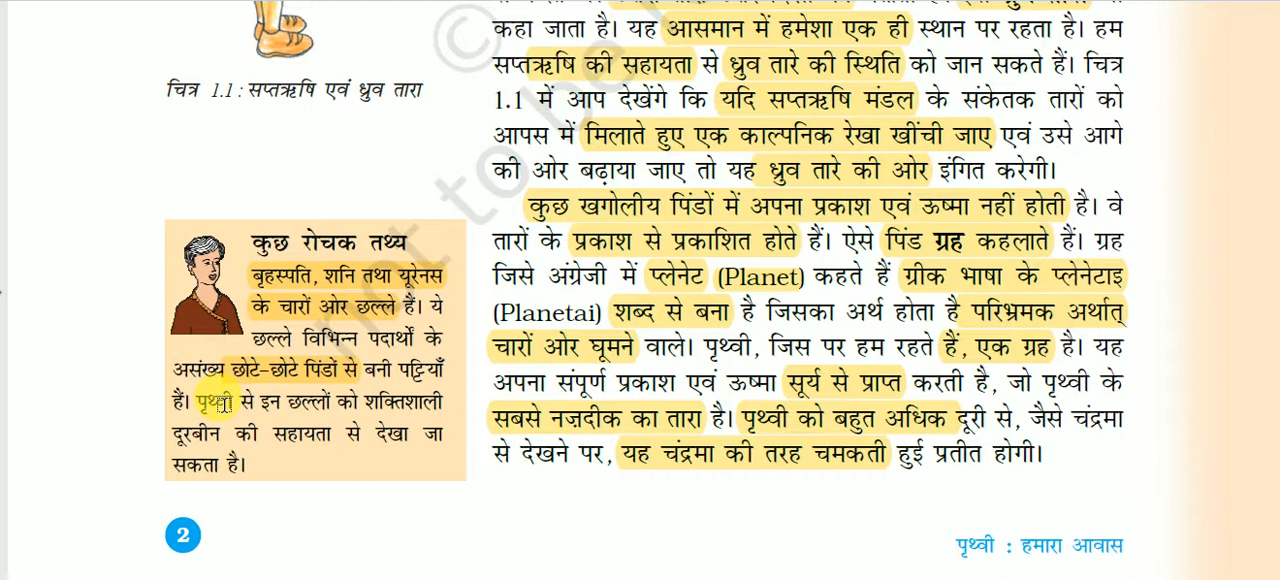 चित्र 1.1 : सप्तऋषि एवं ध्रुव तारा
कहा जाता है। यह आसमान में हमेशा एक ही स्थान पर रहता है। हम
सप्तऋषि की सहायता से ध्रुव तारे की स्थिति को जान सकते हैं। चित्र
1.1 में आप देखेंगे कि यदि सप्तऋषि मंडल के संकेतक तारों को
आपस में मिलाते हुए एक काल्पनिक रेखा खींची जाए एवं उसे आगे
की ओर बढ़ाया जाए तो यह ध्रुव तारे की ओर इंगित करेगी।
कुछ खगोलीय पिंडों में अपना प्रकाश एवं ऊष्मा नहीं होती है। वे
तारों के प्रकाश से प्रकाशित होते हैं। ऐसे पिंड ग्रह कहलाते हैं। ग्रह
जिसे अंग्रेजी में प्लेनेट (Planet) कहते हैं ग्रीक भाषा के प्लेनेटाइ
(Planetai) शब्द से बना है जिसका अर्थ होता है परिभ्रमक अर्थात्
चारों ओर घूमने वाले। पृथ्वी, जिस पर हम रहते हैं, एक ग्रह है। यह
अपना संपूर्ण प्रकाश एवं ऊष्मा सूर्य से प्राप्त करती है, जो पृथ्वी के
सबसे नज़दीक का तारा है। पृथ्वी को बहुत अधिक दूरी से, जैसे चंद्रमा
से देखने पर, यह चंद्रमा की तरह चमकती हुई प्रतीत होगी।
कुछ रोचक तथ्य
बृहस्पति, शनि तथा यूरेनस
के चारों ओर छल्ले हैं। ये
छल्ले विभिन्न पदार्थों के
असंख्य छोटे-छोटे पिंडों से बनी पट्टियाँ
हैं। पृथ्वी से इन छल्लों को शक्तिशाली
दूरबीन की सहायता से देखा जा
सकता है।
2
पृथ्वी : हमारा आवास
© not to be